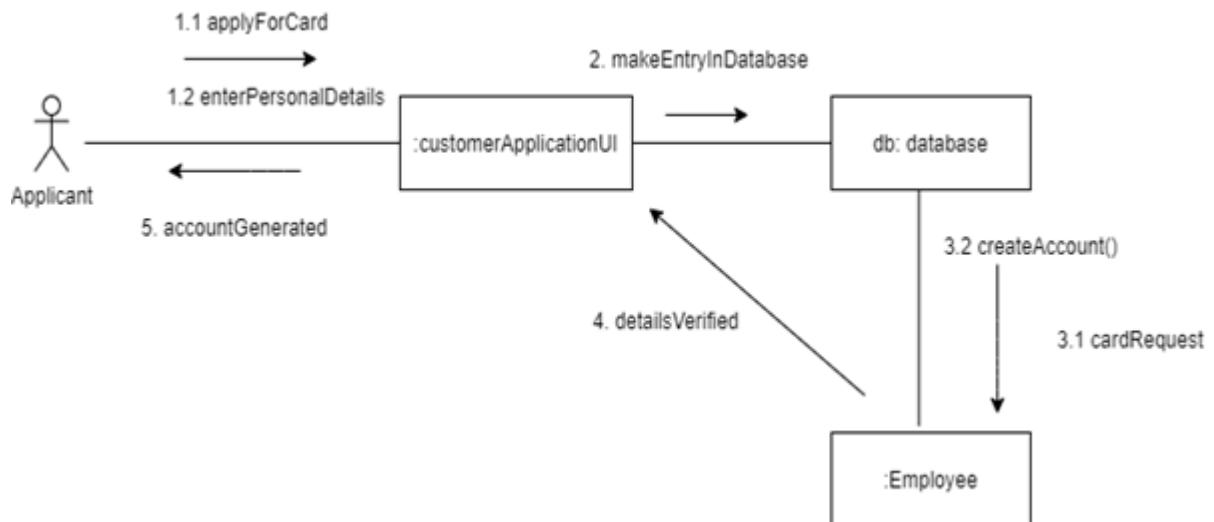 1.1 applyForCard
2. makeEntryInDatabase
1.2 enterPersonalDetails
:customerApplicationUI
db: database
Applicant
5. accountGenerated
3.2 createAccount()
4. detailsVerified
3.1 cardRequest
:Employee